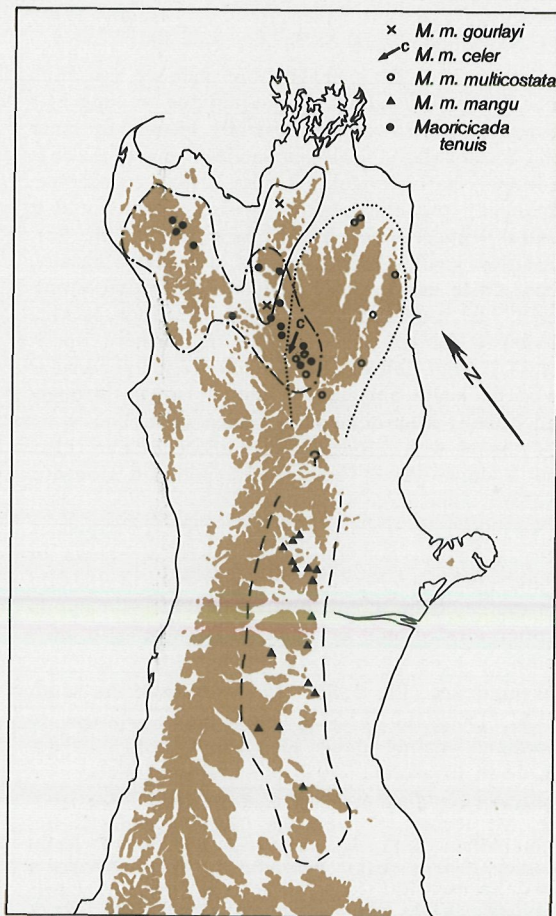 M. m. gourlayi
C M. m. celer
M. m. multicostata
M. m. mangu
Maoricicada
tenuis
C
N